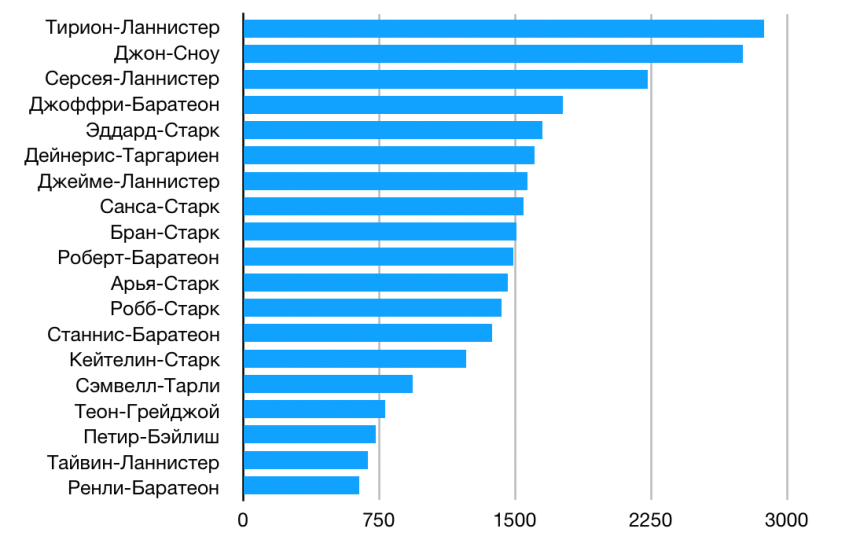 Тирион-Ланнистер
Джон-Сноу
Серсея-Ланнистер
Джоффри-Баратеон
Эддард-Старк
Дейнерис-Таргариен
Джейме-Ланнистер
Санса-Старк
Бран-Старк
Роберт-Баратеон
Арья-Старк
Робб-Старк
Станнис-Баратеон
Кейтелин-Старк
Сэмвелл-Тарли
Теон-Грейджой
Петир-Бэйлиш
Тайвин-Ланнистер
Ренли-Баратеон
0 750 1500 2250 3000